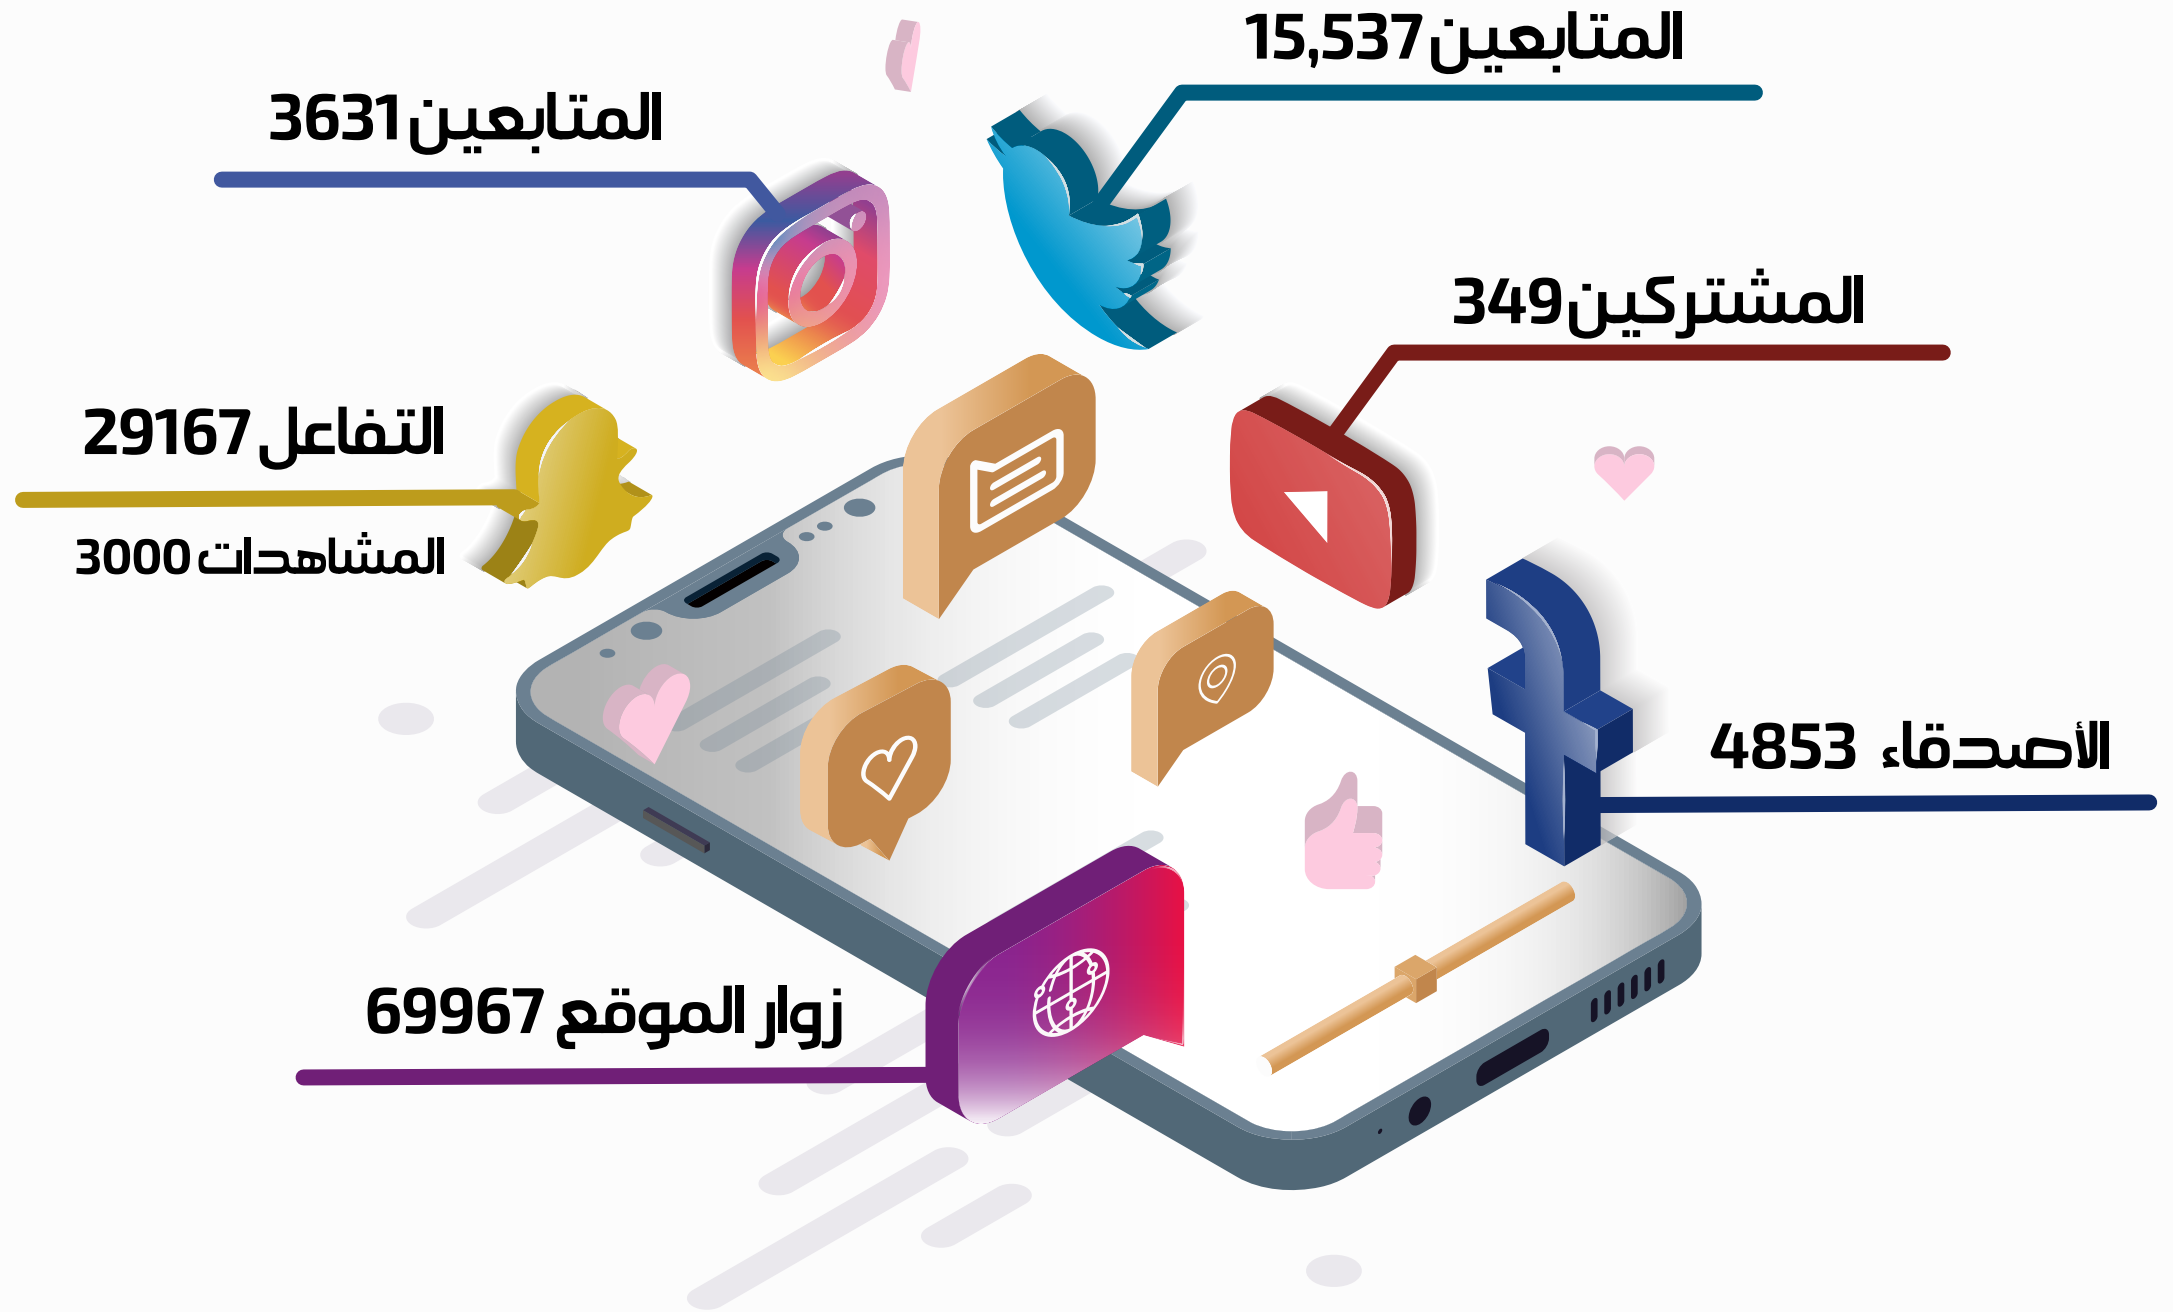 المتابعين 15,537
المتابعين 3631
المشتركين 349
التفاعل 29167
المشاهدات 3000
الأصدقاء 4853
زوار الموقع 69967